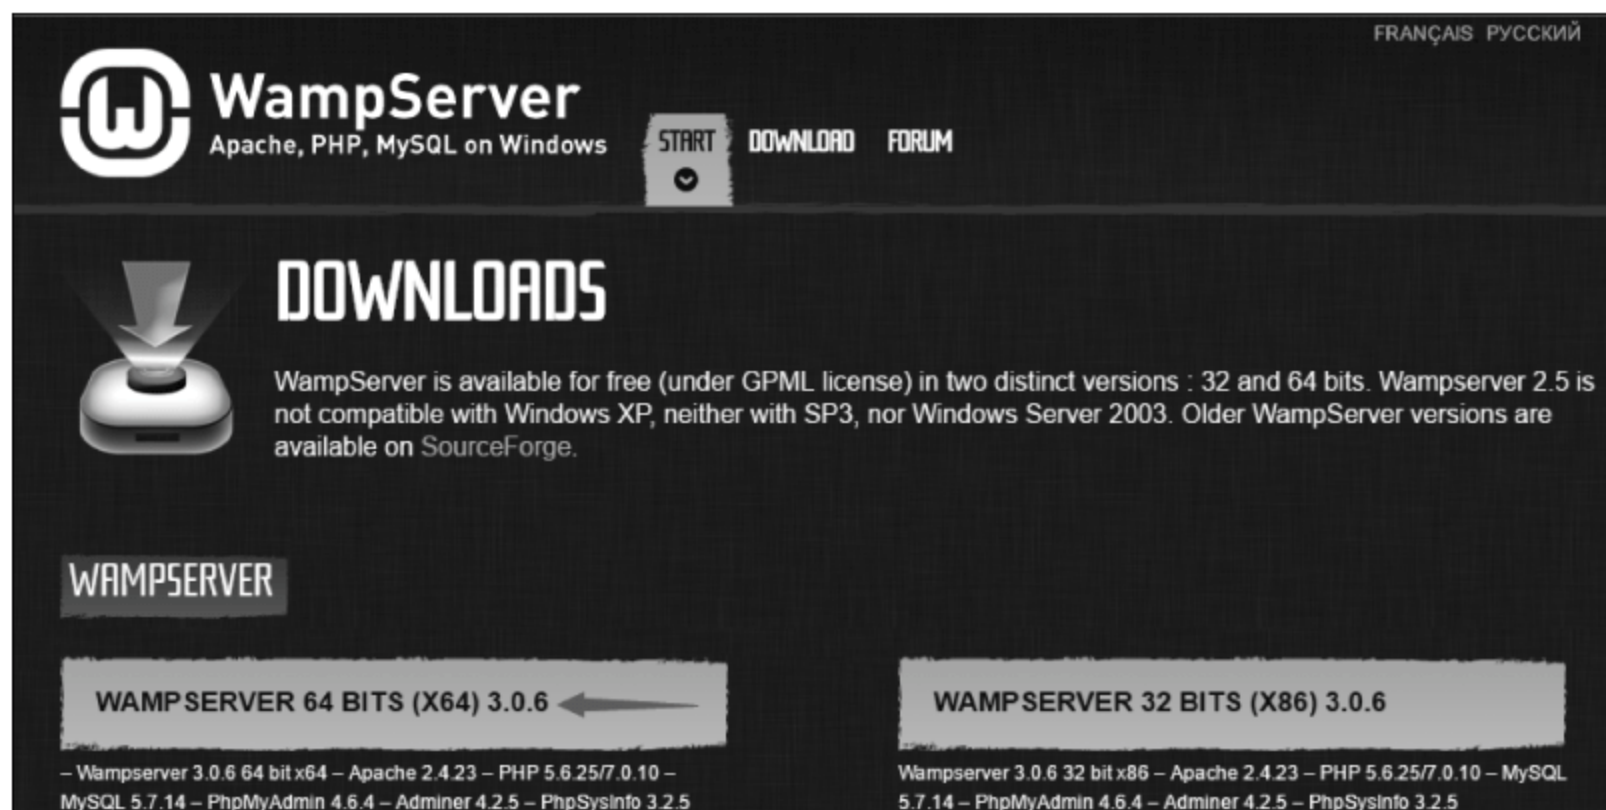 FRANÇAIS РУССКИЙ
WampServer
Apache, PHP, MySQL on Windows
START DOWNLOAD FORUM
DOWNLOADS
WampServer is available for free (under GPML license) in two distinct versions : 32 and 64 bits. Wampserver 2.5 is
not compatible with Windows XP, neither with SP3, nor Windows Server 2003. Older WampServer versions are
available on SourceForge.
WAMPSERVER
WAMPSERVER 64 BITS (X64) 3.0.6
– Wampserver 3.0.6 64 bit x64 – Apache 2.4.23 – PHP 5.6.25/7.0.10 –
MySQL 5.7.14 – PhpMyAdmin 4.6.4 – Adminer 4.2.5 – PhpSysInfo 3.2.5
WAMPSERVER 32 BITS (X86) 3.0.6
Wampserver 3.0.6 32 bit x86 – Apache 2.4.23 – PHP 5.6.25/7.0.10 – MySQL
5.7.14 – PhpMyAdmin 4.6.4 – Adminer 4.2.5 – PhpSysInfo 3.2.5